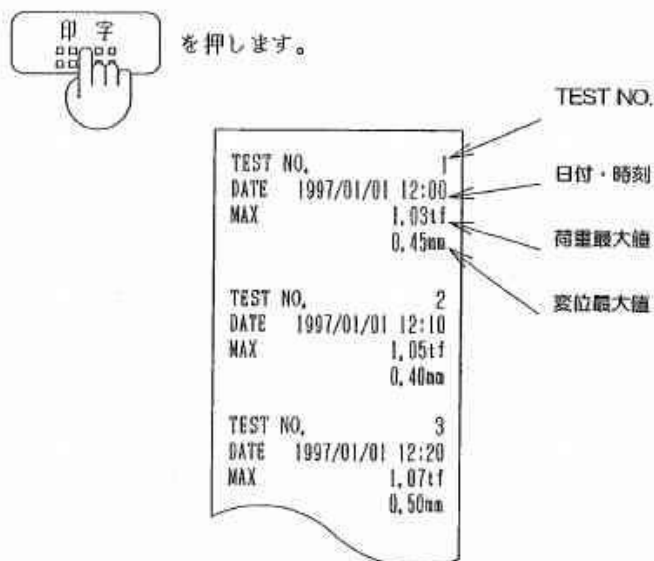 印 字
を押します。
TEST NO. 1
DATE 1997/01/01 12:00
MAX 1.03tf
0.45mm
TEST NO. 2
DATE 1997/01/01 12:10
MAX 1.05tf
0.40mm
TEST NO. 3
DATE 1997/01/01 12:20
MAX 1.07tf
0.50mm
TEST NO.
日付・時刻
荷重最大値
変位最大値